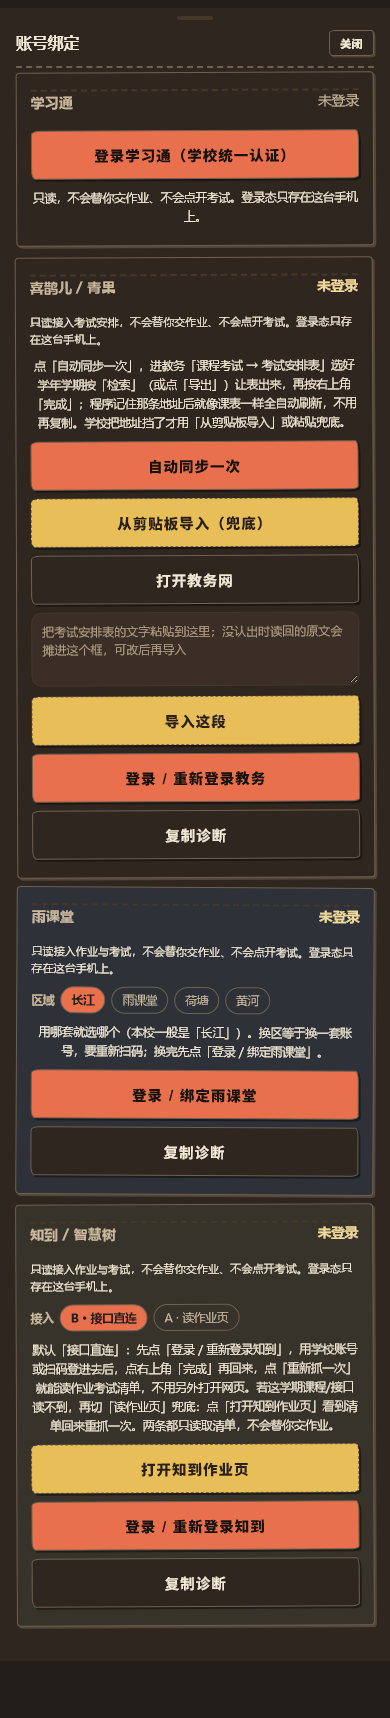 账号绑定
关闭
学习通
未登录
登录学习通（学校统一认证）
只读，不会替你交作业、不会点开考试。登录态只存在这台手机
上。
喜鹊儿 / 青果
未登录
只读接入考试安排，不会替你交作业、不会点开考试。登录态只存
在这台手机上。
点「自动同步一次」，进教务「课程考试 → 考试安排表」选好
学年学期按「检索」（或点「导出」）让表出来，再按右上角
「完成」；程序记住那条地址后就像课表一样全自动刷新，不用
再复制。学校把地址挡了才用「从剪贴板导入」或粘贴兜底。
自动同步一次
从剪贴板导入（兜底）
打开教务网
把考试安排表的文字粘贴到这里；没认出时读回的原文会
摊进这个框，可改后再导入
导入这段
登录 / 重新登录教务
复制诊断
雨课堂
未登录
只读接入作业与考试，不会替你交作业、不会点开考试。登录态只
存在这台手机上。
区域
长江
雨课堂
荷塘
黄河
用哪套就选哪个（本校一般是「长江」）。换区等于换一套账
号，要重新扫码；换完先点「登录 / 绑定雨课堂」。
登录 / 绑定雨课堂
复制诊断
知到 / 智慧树
未登录
只读接入作业与考试，不会替你交作业、不会点开考试。登录态只
存在这台手机上。
接入
B · 接口直连
A · 读作业页
默认「接口直连」：先点「登录 / 重新登录知到」，用学校账号
或扫码登进去后，点右上角「完成」再回来，点「重新抓一次」
就能读作业考试清单，不用另外打开网页。若这学期课程/接口
读不到，再切「读作业页」兜底：点「打开知到作业页」看到清
单回来重抓一次。两条都只读取清单，不会替你交作业。
打开知到作业页
登录 / 重新登录知到
复制诊断